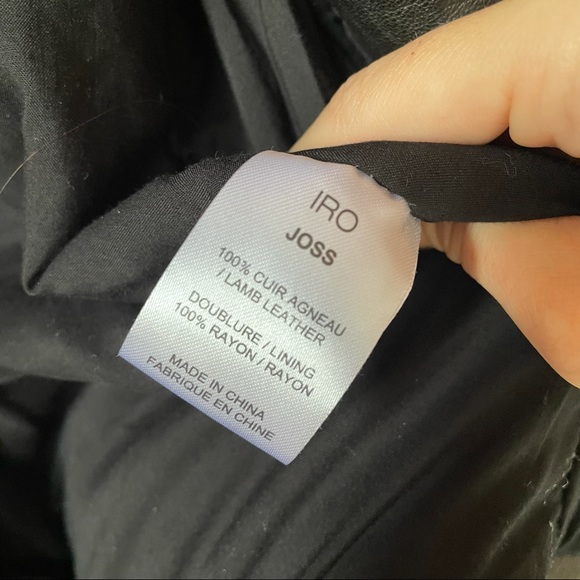 IRO
JOSS
100% CUIR AGNEAU
/ LAMB LEATHER
DOUBLURE / LINING
100% RAYON / RAYON
MADE IN CHINA
FABRIQUE EN CHINE